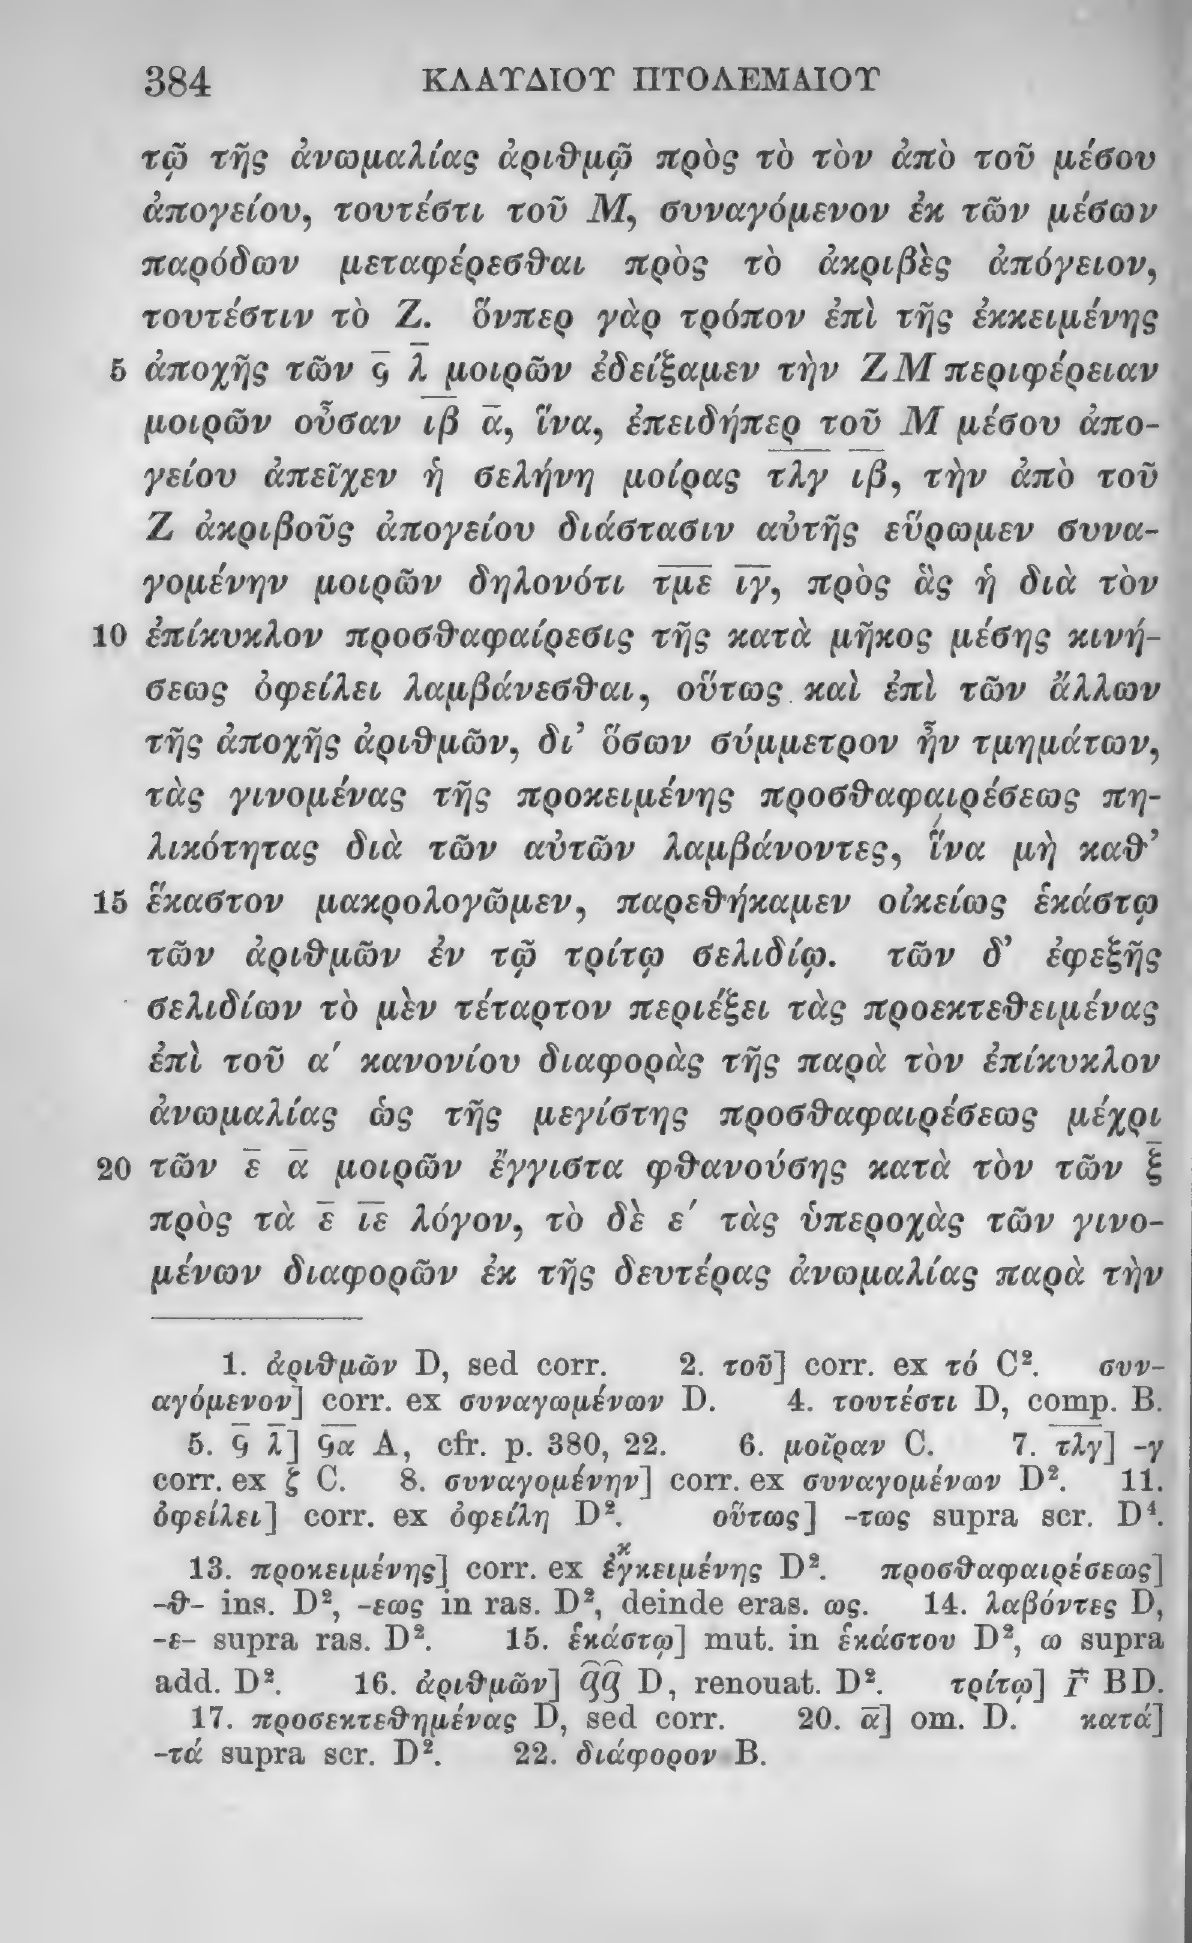 384 ΚΛΑΥΔΙΟΥ ΠΤΟΛΕΜΑΙΟΥ
τῷ τῆς ἀνωμαλίας ἀριθμῷ πρὸς τὸ τὸν ἀπὸ τοῦ μέσου
ἀπογείου, τουτέστι τοῦ Μ, συναγόμενον ἐκ τῶν μέσων
παρόδων μεταφέρεσθαι πρὸς τὸ ἀκριβὲς ἀπόγειον,
τουτέστιν τὸ Ζ. ὅνπερ γὰρ τρόπον ἐπὶ τῆς ἐκκειμένης
5 ἀποχῆς τῶν ϙ̅ λ̅ μοιρῶν ἐδείξαμεν τὴν ΖΜ περιφέρειαν
μοιρῶν οὖσαν ι̅β̅ α̅, ἵνα, ἐπειδήπερ τοῦ Μ μέσου ἀπο-
γείου ἀπεῖχεν ἡ σελήνη μοίρας τ̅λ̅γ̅ ι̅β̅, τὴν ἀπὸ τοῦ
Ζ ἀκριβοῦς ἀπογείου διάστασιν αὐτῆς εὕρωμεν συνα-
γομένην μοιρῶν δηλονότι τ̅μ̅ε̅ ι̅γ̅, πρὸς ἃς ἡ διὰ τὸν
10 ἐπίκυκλον προσθαφαίρεσις τῆς κατὰ μῆκος μέσης κινή-
σεως ὀφείλει λαμβάνεσθαι, οὕτως καὶ ἐπὶ τῶν ἄλλων
τῆς ἀποχῆς ἀριθμῶν, δι’ ὅσων σύμμετρον ἦν τμημάτων,
τὰς γινομένας τῆς προκειμένης προσθαφαιρέσεως πη-
λικότητας διὰ τῶν αὐτῶν λαμβάνοντες, ἵνα μὴ καθ’
15 ἕκαστον μακρολογῶμεν, παρεθήκαμεν οἰκείως ἑκάστῳ
τῶν ἀριθμῶν ἐν τῷ τρίτῳ σελιδίῳ. τῶν δ’ ἐφεξῆς
σελιδίων τὸ μὲν τέταρτον περιέξει τὰς προεκτεθειμένας
ἐπὶ τοῦ α′ κανονίου διαφορὰς τῆς παρὰ τὸν ἐπίκυκλον
ἀνωμαλίας ὡς τῆς μεγίστης προσθαφαιρέσεως μέχρι
20 τῶν ε̅ α̅ μοιρῶν ἔγγιστα φθανούσης κατὰ τὸν τῶν ξ̅
πρὸς τὰ ε̅ ι̅ε̅ λόγον, τὸ δὲ ε′ τὰς ὑπεροχὰς τῶν γινο-
μένων διαφορῶν ἐκ τῆς δευτέρας ἀνωμαλίας παρὰ τὴν
1. ἀριθμῶν D, sed corr. 2. τοῦ] corr. ex τό C². συν-
αγόμενον] corr. ex συναγωμένων D. 4. τουτέστι D, comp. B.
5. ϙ̅ λ̅] ϙ̅α̅ A, cfr. p. 380, 22. 6. μοῖραν C. 7. τ̅λ̅γ̅] -γ
corr. ex ζ C. 8. συναγομένην] corr. ex συναγομένων D². 11.
ὀφείλει] corr. ex ὀφείλη D². οὕτως] -τως supra scr. D⁴.
13. προκειμένης] corr. ex ἐγκειμένης D². προσθαφαιρέσεως]
-θ- ins. D², -εως in ras. D², deinde eras. ως. 14. λαβόντες D,
-ε- supra ras. D². 15. ἑκάστῳ] mut. in ἑκάστον D², ω supra
add. D². 16. ἀριθμῶν] D, renouat. D². τρίτῳ] Γ̅ BD.
17. προσεκτεθημένας D, sed corr. 20. α̅] om. D. κατά]
-τά supra scr. D². 22. διάφορον B.